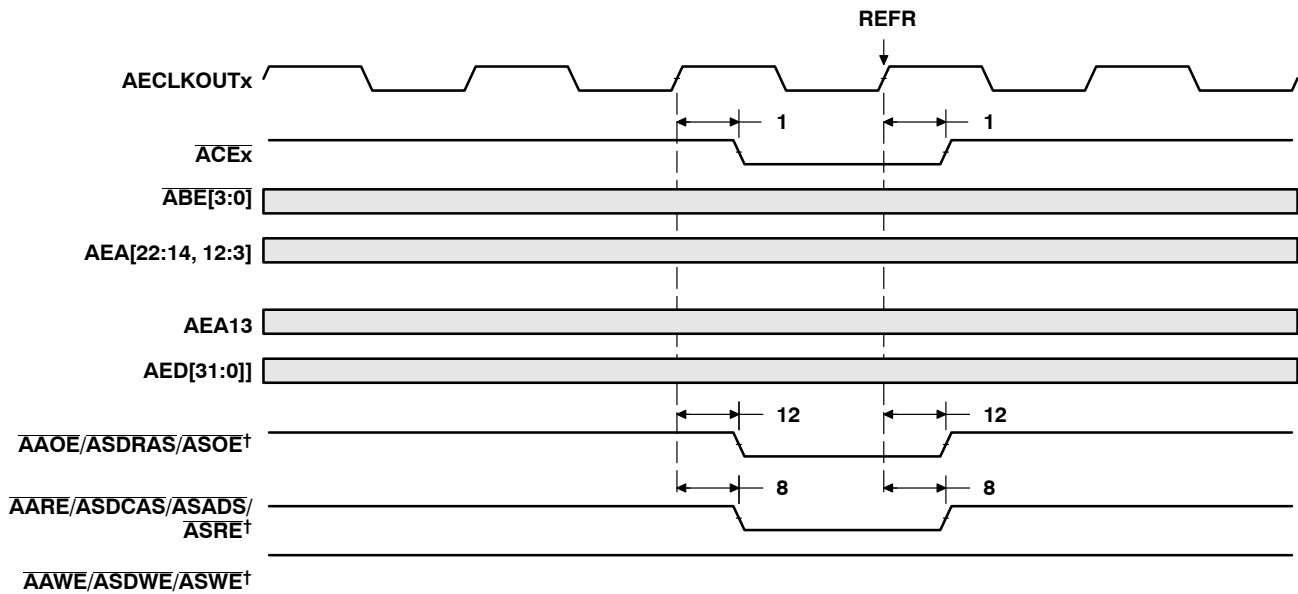 REFR
AECLKOUTx
1 1
ACEx
ABE[3:0]
AEA[22:14, 12:3]
AEA13
AED[31:0]]
12 12
AAOE/ASDRAS/ASOE†
8 8
AARE/ASDCAS/ASADS/
ASRE†
AAWE/ASDWE/ASWE†